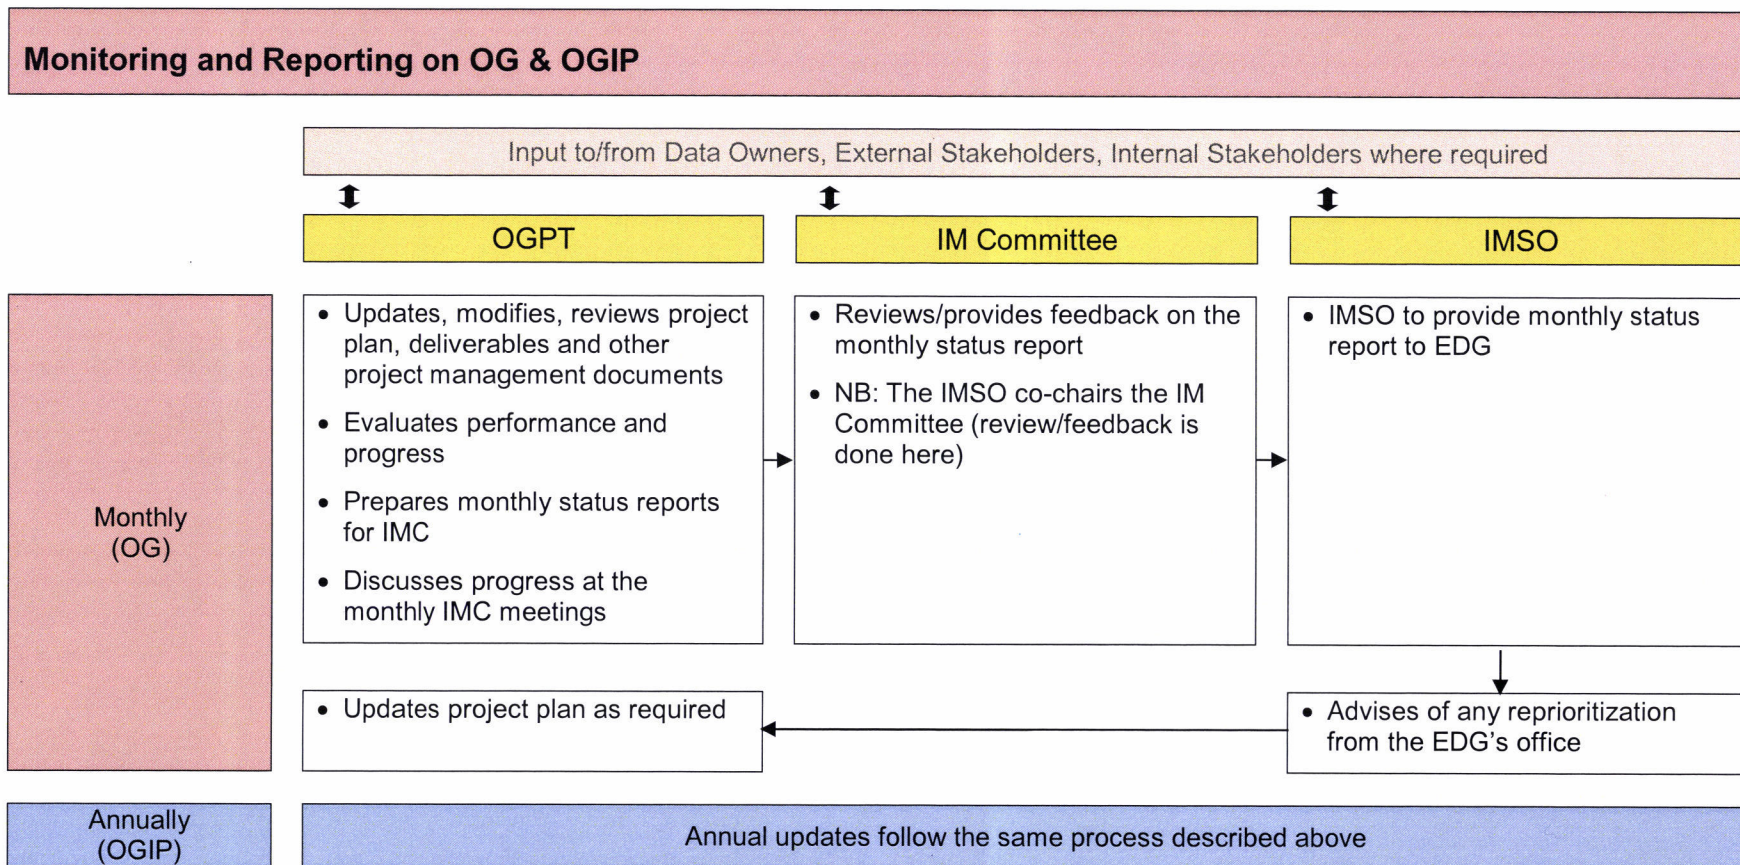 Monitoring and Reporting on OG & OGIP
Input to/from Data Owners, External Stakeholders, Internal Stakeholders where required
OGPT
IM Committee
IMSO
Monthly
(OG)
• Updates, modifies, reviews project
plan, deliverables and other
project management documents
• Evaluates performance and
progress
• Prepares monthly status reports
for IMC
• Discusses progress at the
monthly IMC meetings
• Reviews/provides feedback on the
monthly status report
• NB: The IMSO co-chairs the IM
Committee (review/feedback is
done here)
• IMSO to provide monthly status
report to EDG
• Updates project plan as required
• Advises of any reprioritization
from the EDG's office
Annually
(OGIP)
Annual updates follow the same process described above